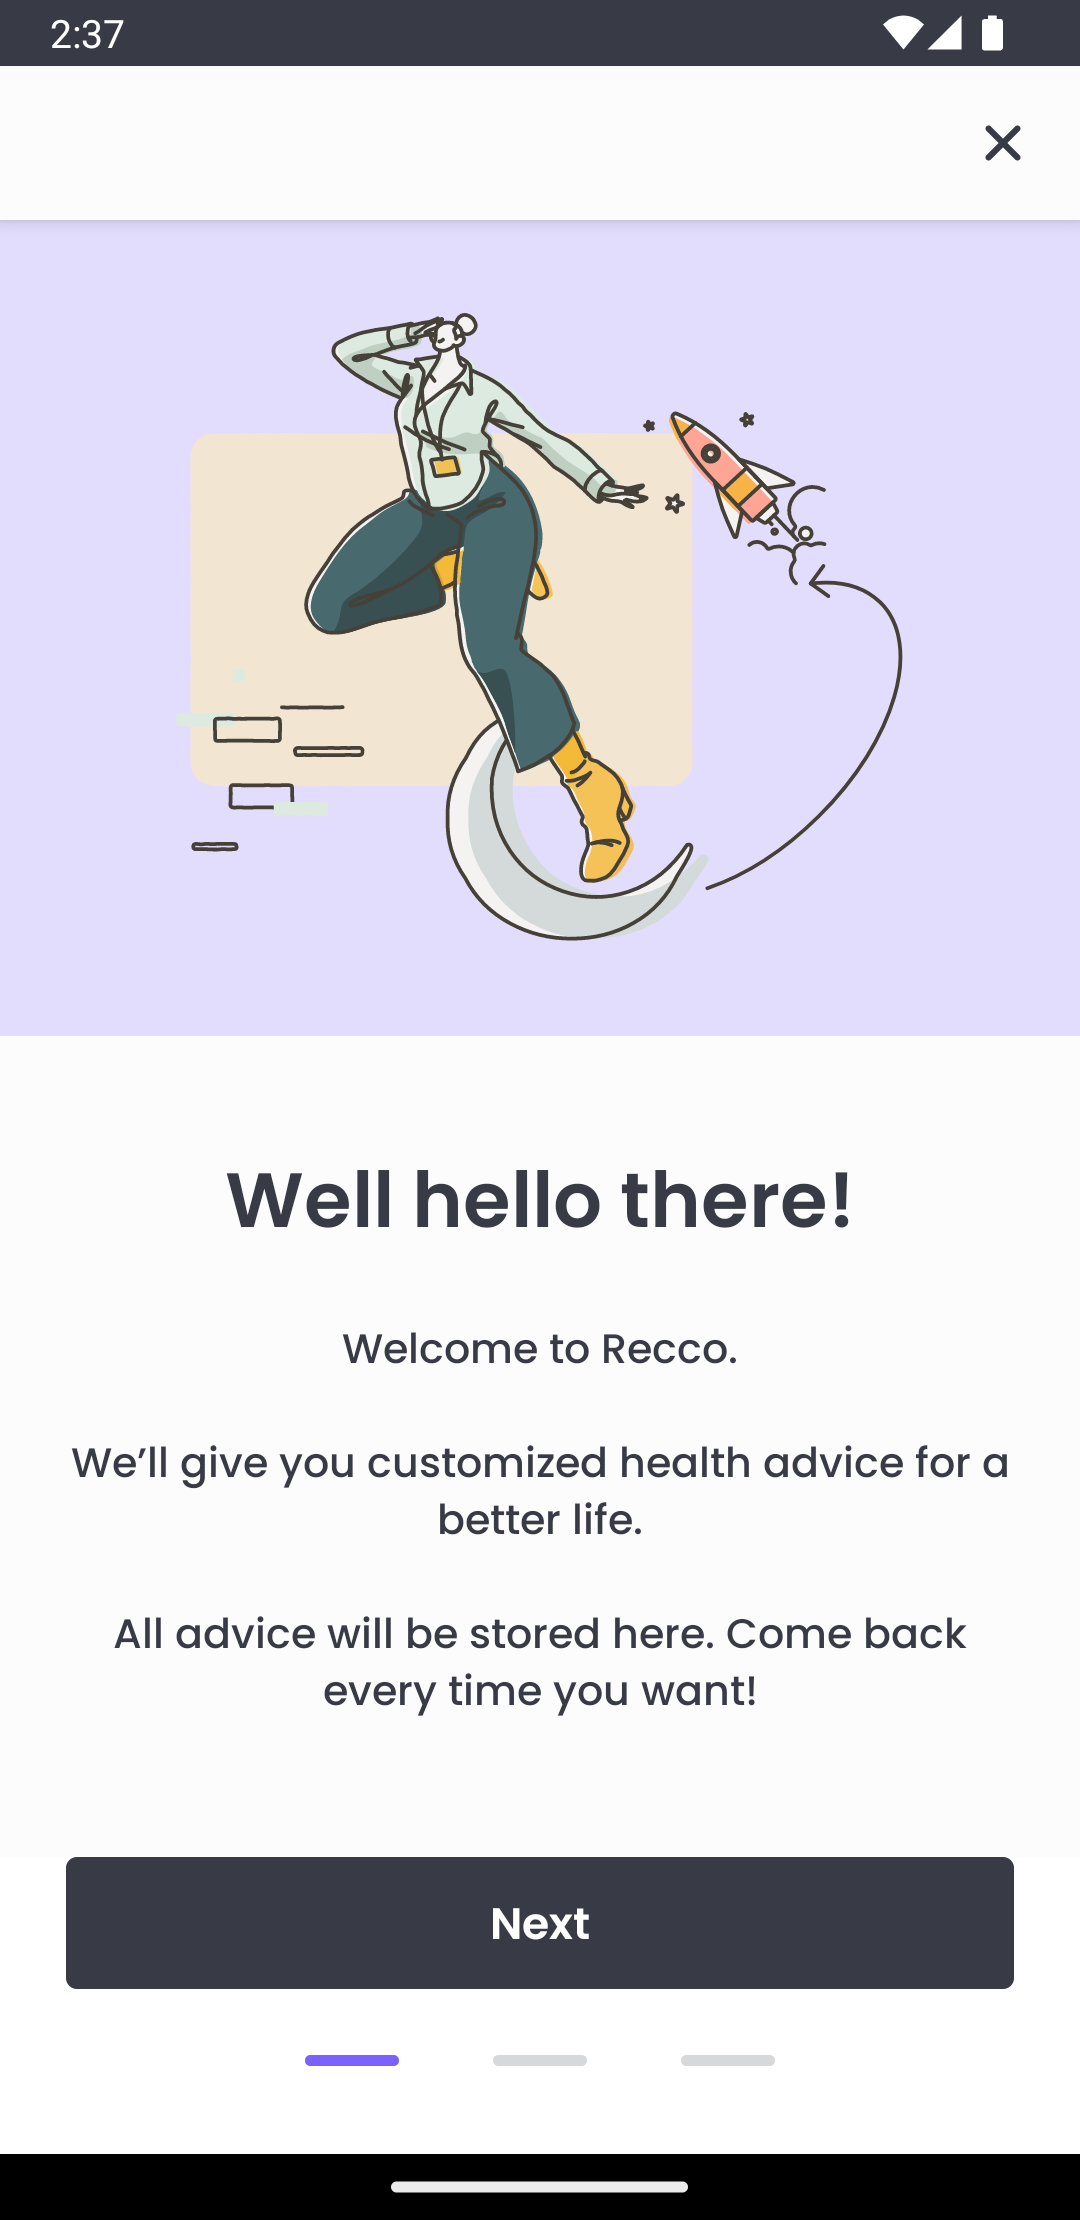 2:37
Well hello there!
Welcome to Recco.
We’ll give you customized health advice for a
better life.
All advice will be stored here. Come back
every time you want!
Next